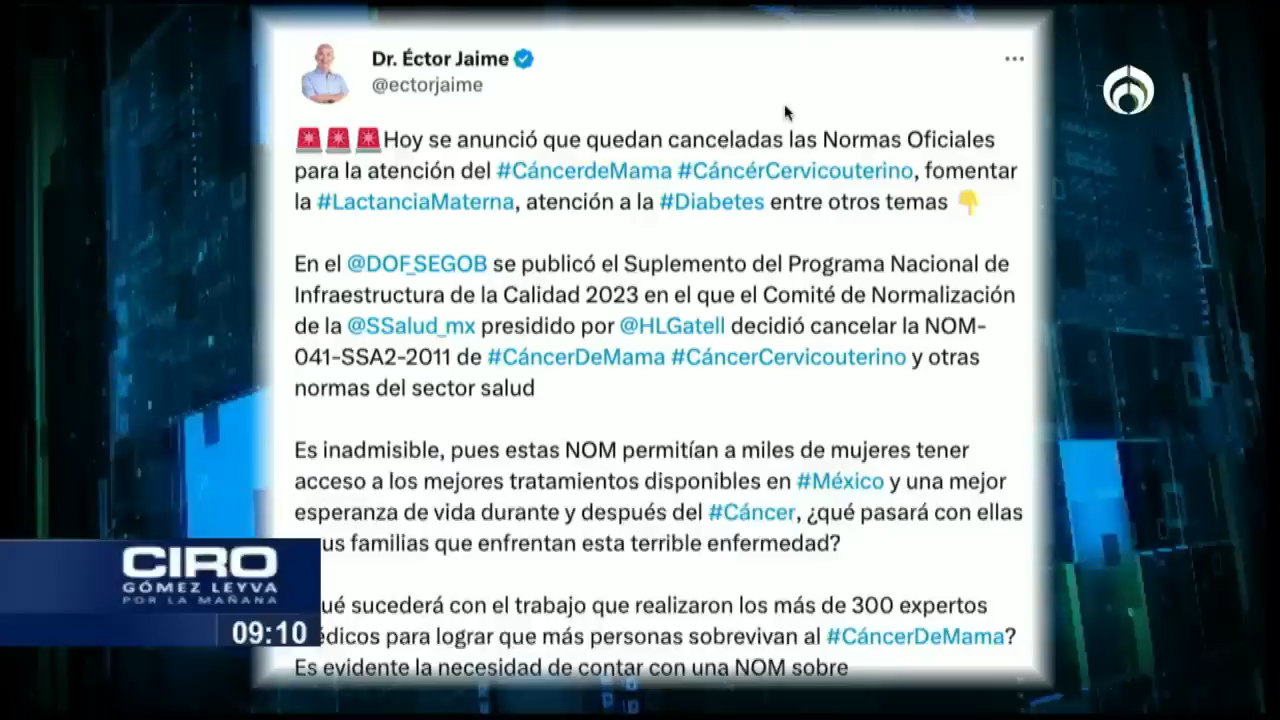 Dr. Éctor Jaime
@ectorjaime
Hoy se anunció que quedan canceladas las Normas Oficiales
para la atención del #CáncerdeMama #CáncérCervicouterino, fomentar
la #LactanciaMaterna, atención a la #Diabetes entre otros temas
En el @DOF_SEGOB se publicó el Suplemento del Programa Nacional de
Infraestructura de la Calidad 2023 en el que el Comité de Normalización
de la @SSalud_mx presidido por @HLGatell decidió cancelar la NOM-
041-SSA2-2011 de #CáncerDeMama #CáncerCervicouterino y otras
normas del sector salud
Es inadmisible, pues estas NOM permitían a miles de mujeres tener
acceso a los mejores tratamientos disponibles en #México y una mejor
esperanza de vida durante y después del #Cáncer, ¿qué pasará con ellas
us familias que enfrentan esta terrible enfermedad?
ué sucederá con el trabajo que realizaron los más de 300 expertos
édicos para lograr que más personas sobrevivan al #CáncerDeMama?
Es evidente la necesidad de contar con una NOM sobre
CIRO
GÓMEZ LEYVA
POR LA MAÑANA
09:10